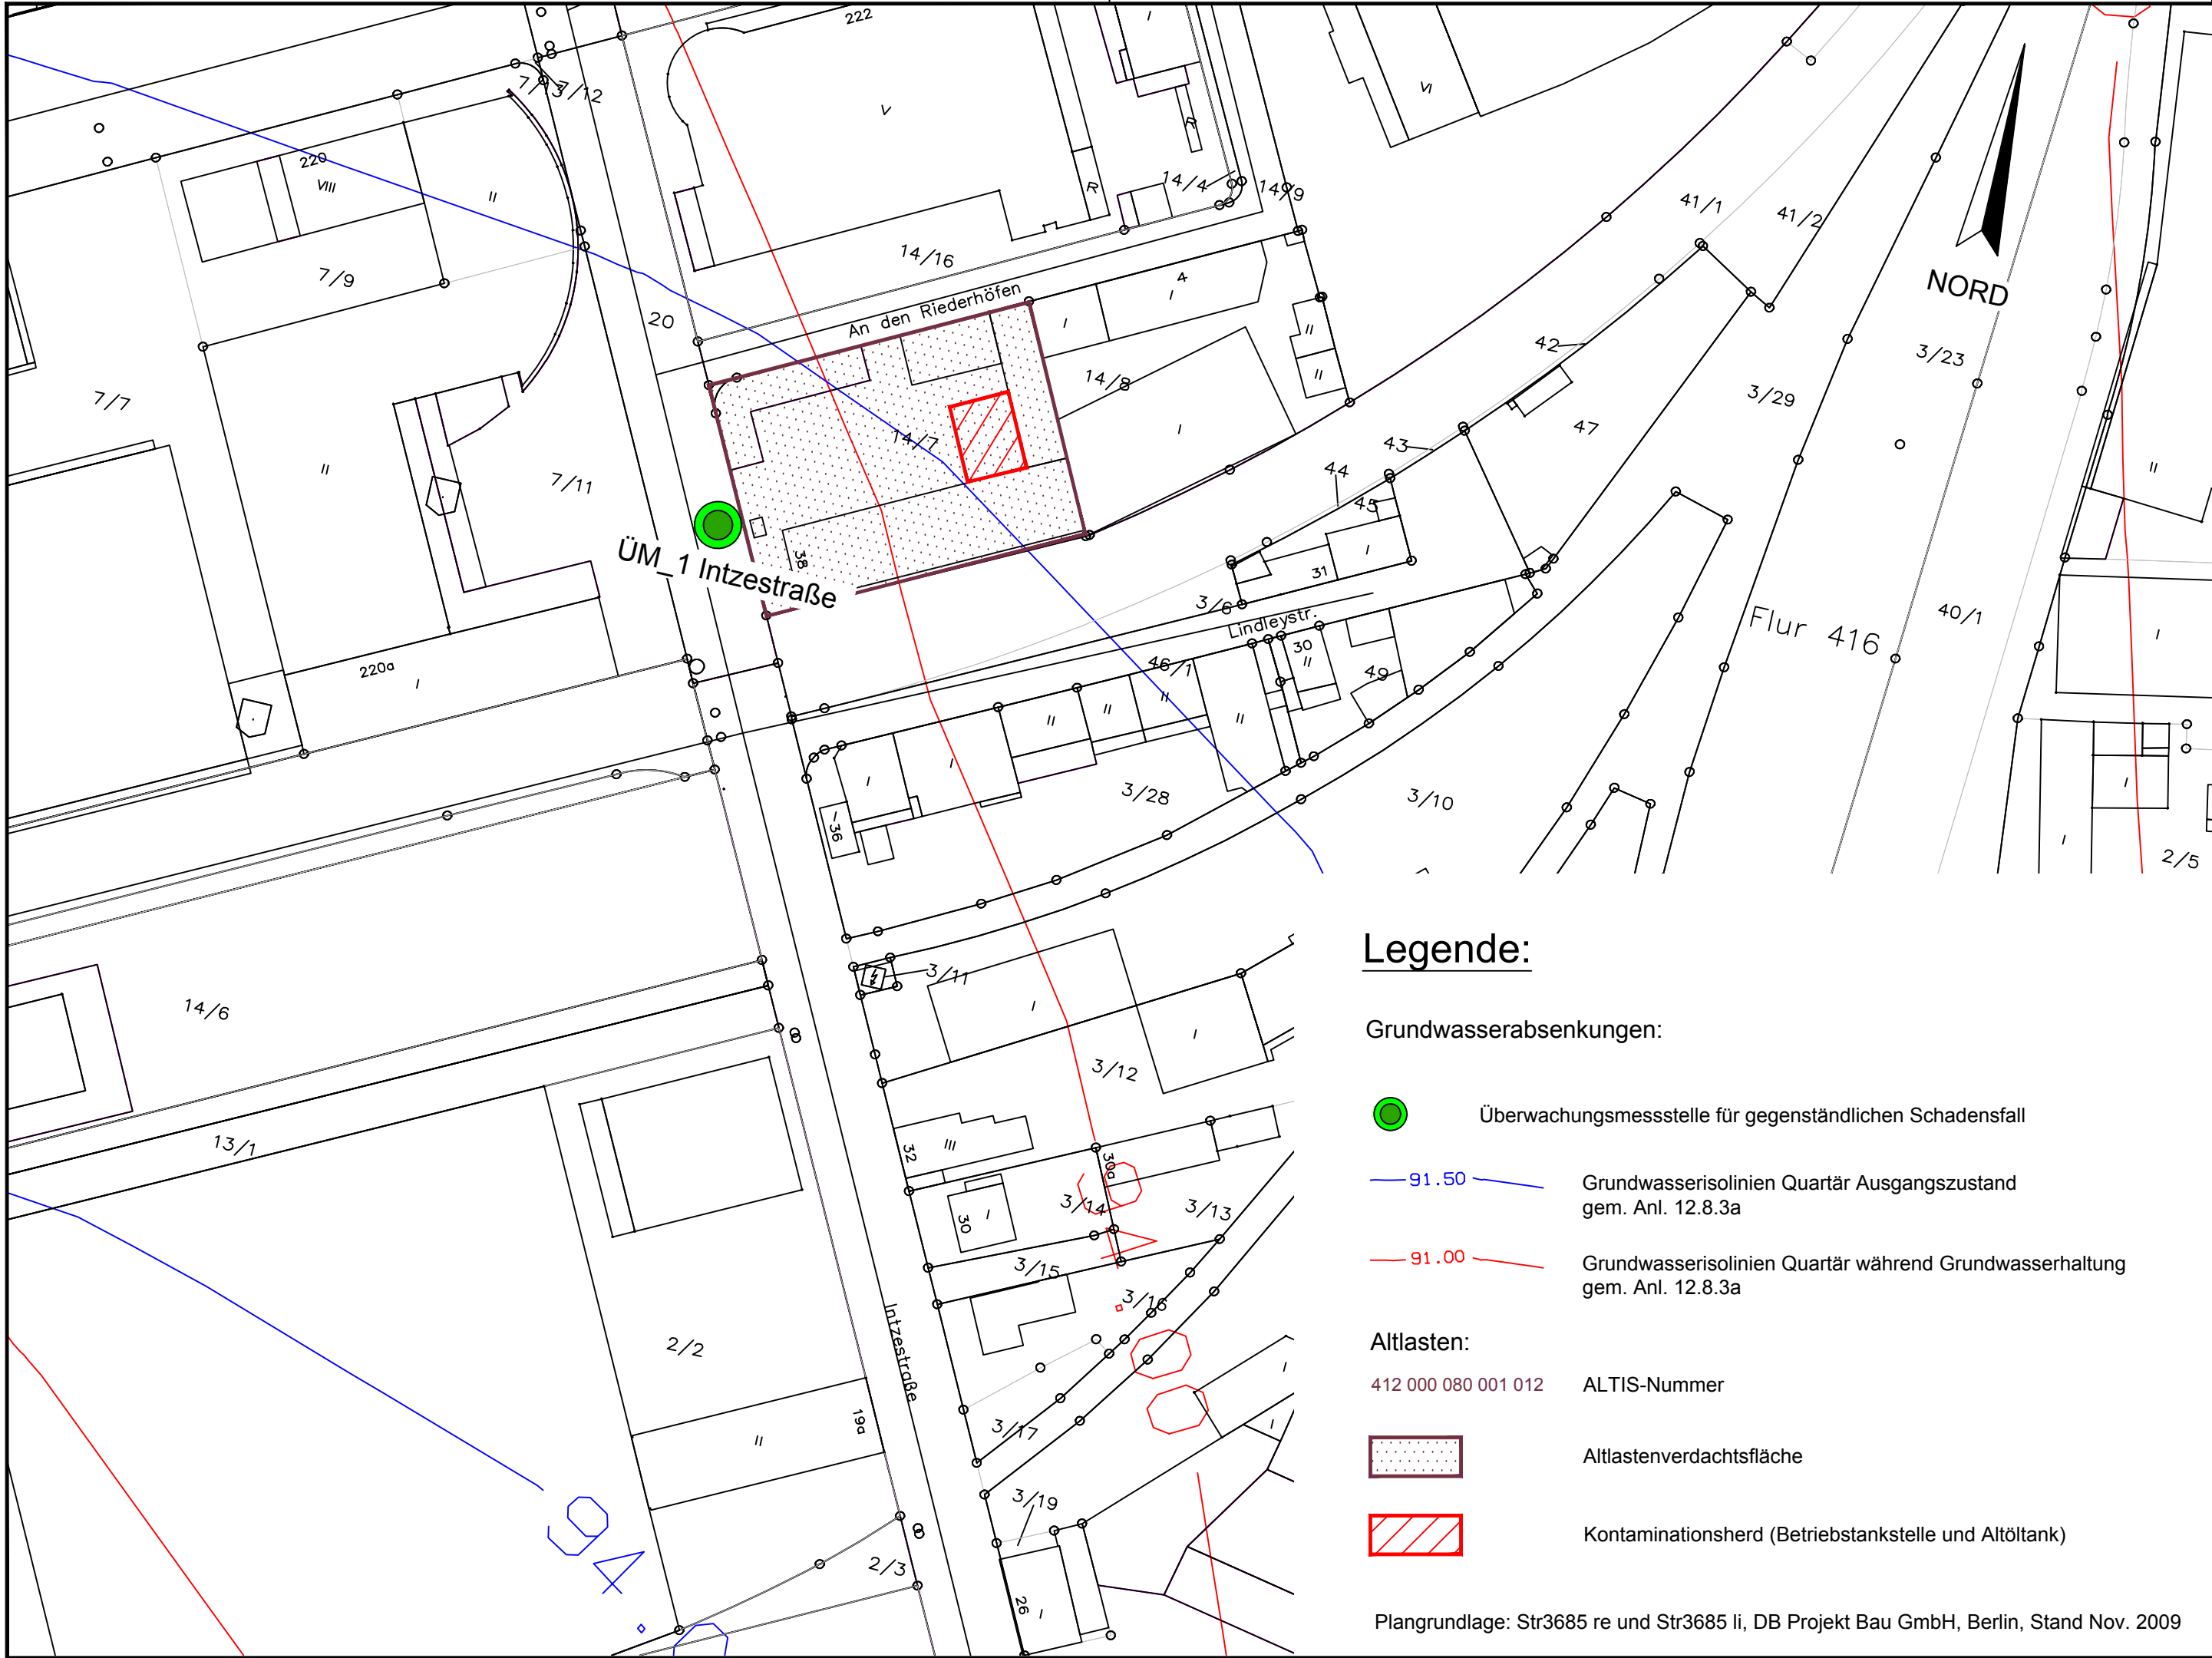 222
7/13
7/12
220
VIII
II
V
R
R
I
VI
14/4
14/9
41/1
41/2
7/9
14/16
4
I
NORD
20
An den Riederhöfen
I
II
II
42
3/23
7/7
14/8
3/29
14/7
I
43
47
II
II
7/11
44
45
I
ÜM_1 Intzestraße
38
31
3/6
Lindleystr.
Flur 416
40/1
I
220a
I
46/1
30
II
49
II
II
II
II
I
I
36
3/28
3/10
I
I
2/5
14/6
3/11
I
I
3/12
13/1
32
III
30a
30
I
3/14
3/13
3/15
3/16
2/2
Intzestraße
19a
II
3/17
I
I
3/19
2/3
26
I
94.
Legende:
Grundwasserabsenkungen:
Überwachungsmessstelle für gegenständlichen Schadensfall
91.50
Grundwasserisolinien Quartär Ausgangszustand
gem. Anl. 12.8.3a
91.00
Grundwasserisolinien Quartär während Grundwasserhaltung
gem. Anl. 12.8.3a
Altlasten:
412 000 080 001 012
ALTIS-Nummer
Altlastenverdachtsfläche
Kontaminationsherd (Betriebstankstelle und Altöltank)
Plangrundlage: Str3685 re und Str3685 li, DB Projekt Bau GmbH, Berlin, Stand Nov. 2009